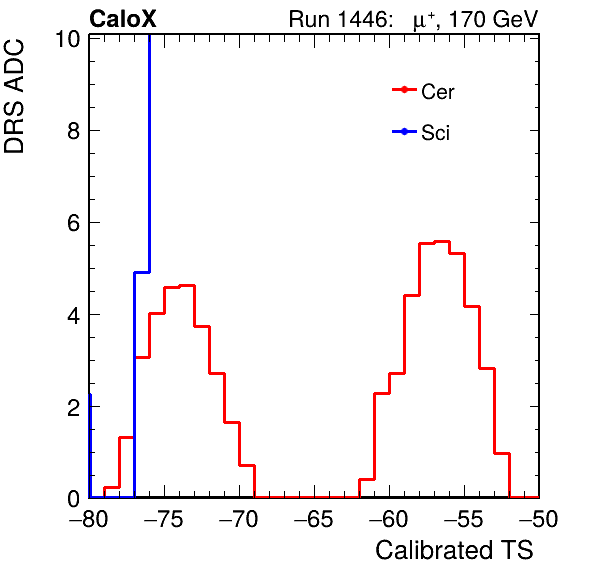 CaloX Run 1446: μ⁺, 170 GeV
DRS ADC
10
8
6
4
2
0
Cer
Sci
−80 −75 −70 −65 −60 −55 −50
Calibrated TS